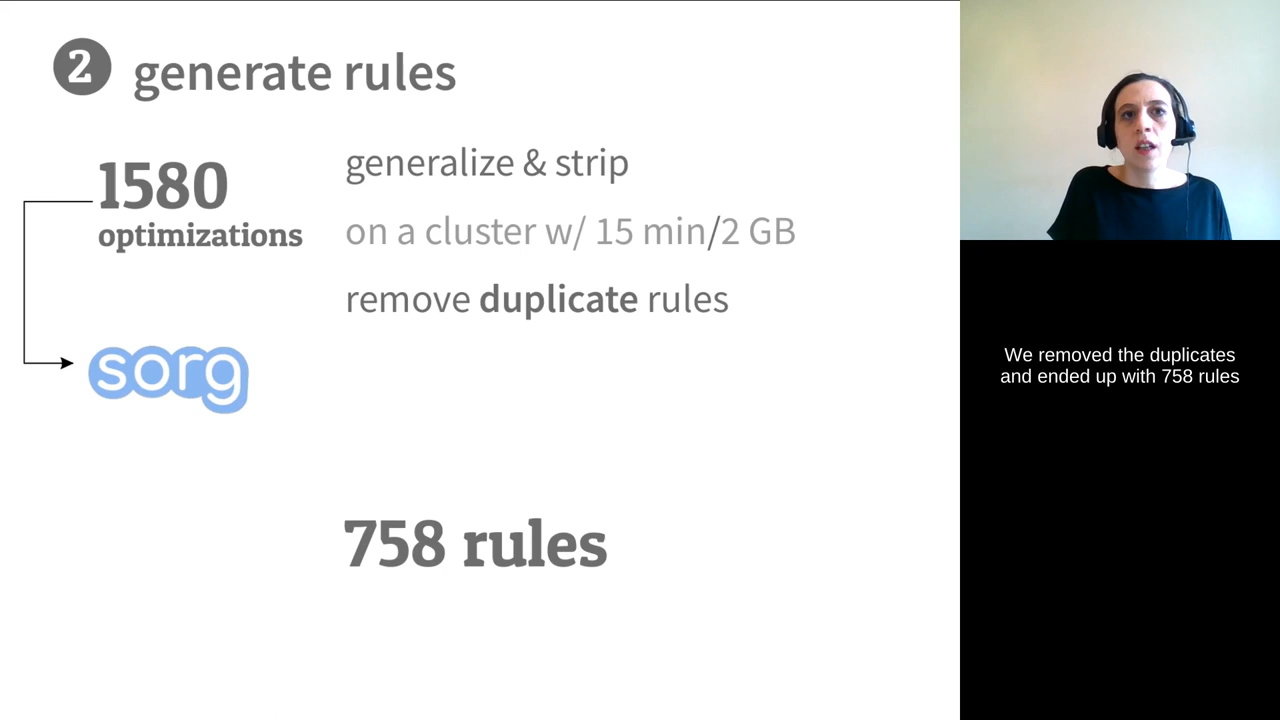 2 generate rules
1580
optimizations
generalize & strip
on a cluster w/ 15 min/2 GB
remove duplicate rules
sorg
758 rules
We removed the duplicates
and ended up with 758 rules